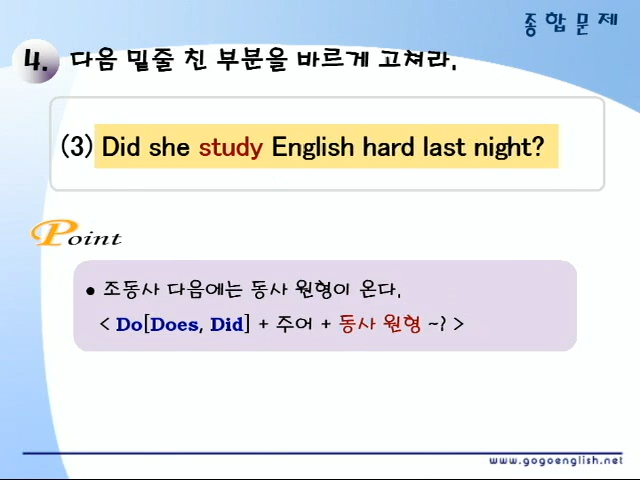 종합문제
4. 다음 밑줄 친 부분을 바르게 고쳐라.
(3) Did she study English hard last night?
Point
● 조동사 다음에는 동사 원형이 온다.
< Do[Does, Did] + 주어 + 동사 원형 ~? >
www.gogoenglish.net